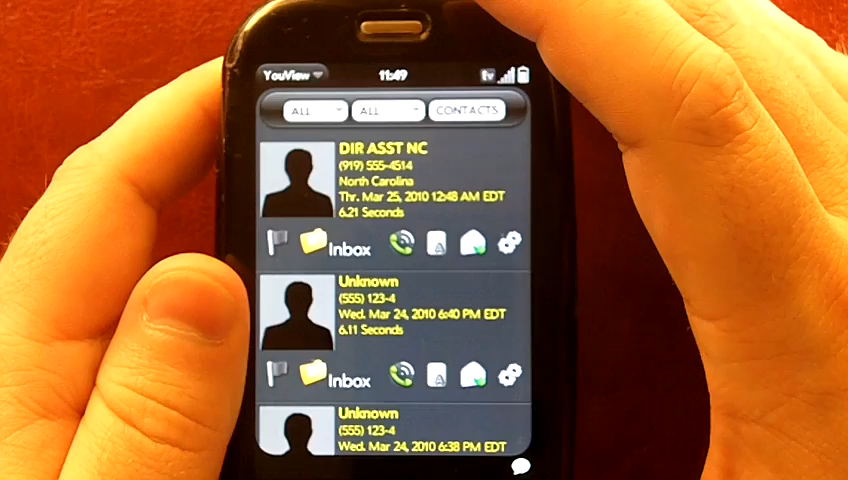 YouView 11:49 Ev
ALL ALL CONTACTS
DIR ASST NC
(919) 555-4514
North Carolina
Thr. Mar 25, 2010 12:48 AM EDT
6.21 Seconds
Inbox A
Unknown
(555) 123-4
Wed. Mar 24, 2010 6:40 PM EDT
6.11 Seconds
Inbox A
Unknown
(555) 123-4
Wed. Mar 24, 2010 6:38 PM EDT